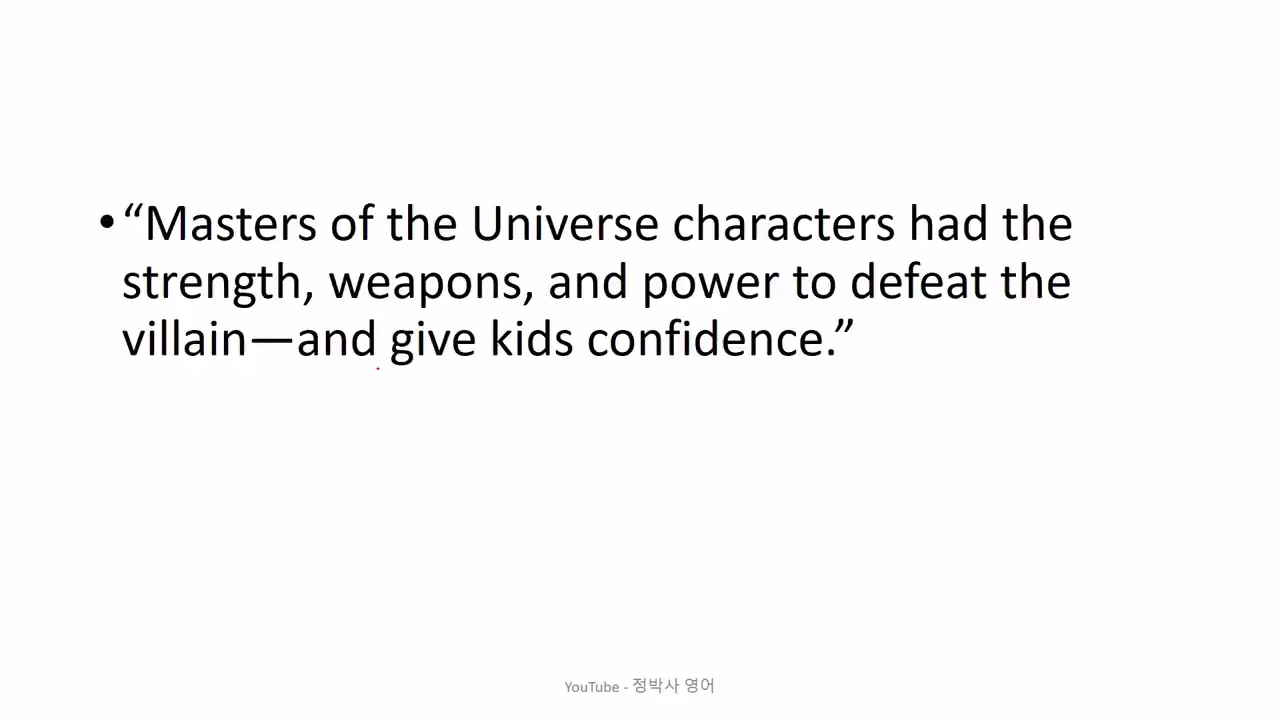 •“Masters of the Universe characters had the
strength, weapons, and power to defeat the
villain—and give kids confidence.”
YouTube - 정박사 영어